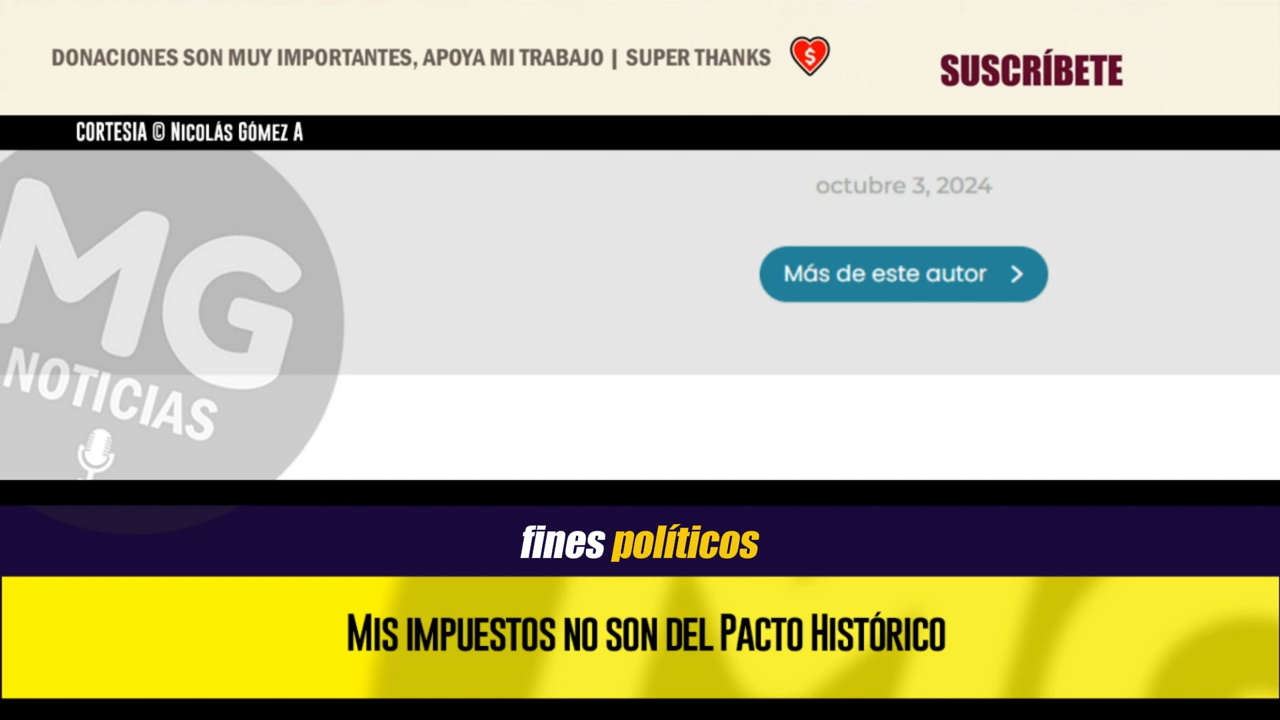 DONACIONES SON MUY IMPORTANTES, APOYA MI TRABAJO | SUPER THANKS $
SUSCRÍBETE
CORTESIA © NICOLÁS GÓMEZ A
octubre 3, 2024
Más de este autor >
MG
NOTICIAS
fines políticos
MIS IMPUESTOS NO SON DEL PACTO HISTÓRICO